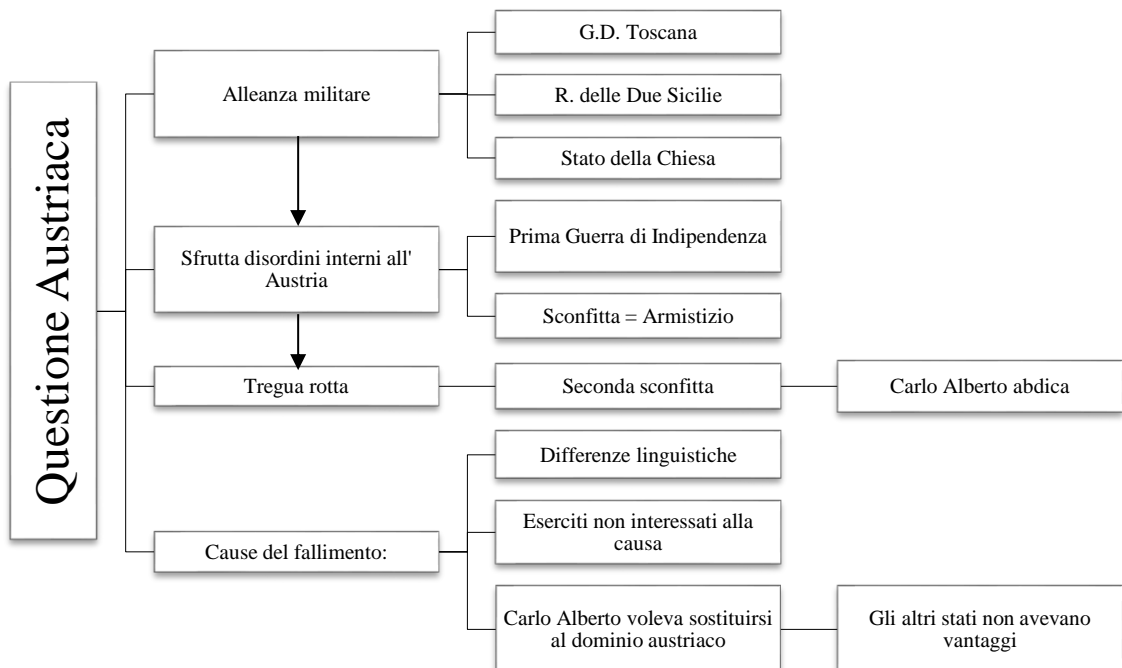 Questione Austriaca
Alleanza militare
G.D. Toscana
R. delle Due Sicilie
Stato della Chiesa
Sfrutta disordini interni all'
Austria
Prima Guerra di Indipendenza
Sconfitta = Armistizio
Tregua rotta
Seconda sconfitta
Carlo Alberto abdica
Cause del fallimento:
Differenze linguistiche
Eserciti non interessati alla
causa
Carlo Alberto voleva sostituirsi
al dominio austriaco
Gli altri stati non avevano
vantaggi